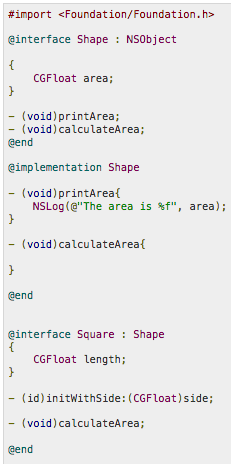 #import <Foundation/Foundation.h>
@interface Shape : NSObject
{
CGFloat area;
}
- (void)printArea;
- (void)calculateArea;
@end
@implementation Shape
- (void)printArea{
NSLog(@"The area is %f", area);
}
- (void)calculateArea{
}
@end
@interface Square : Shape
{
CGFloat length;
}
- (id)initWithSide:(CGFloat)side;
- (void)calculateArea;
@end